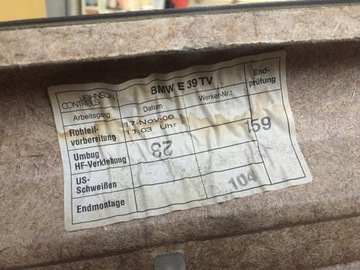 JOHNSON
CONTROLS
BMW E 39 TV
Arbeitsgang
Datum
Werker-Nr.:
End-
prüfung
Rohteil-
vorbereitung
17-Nov-00
11:03 Uhr
159
Umbug
HF-Verklebung
23
US-
Schweißen
Endmontage
104